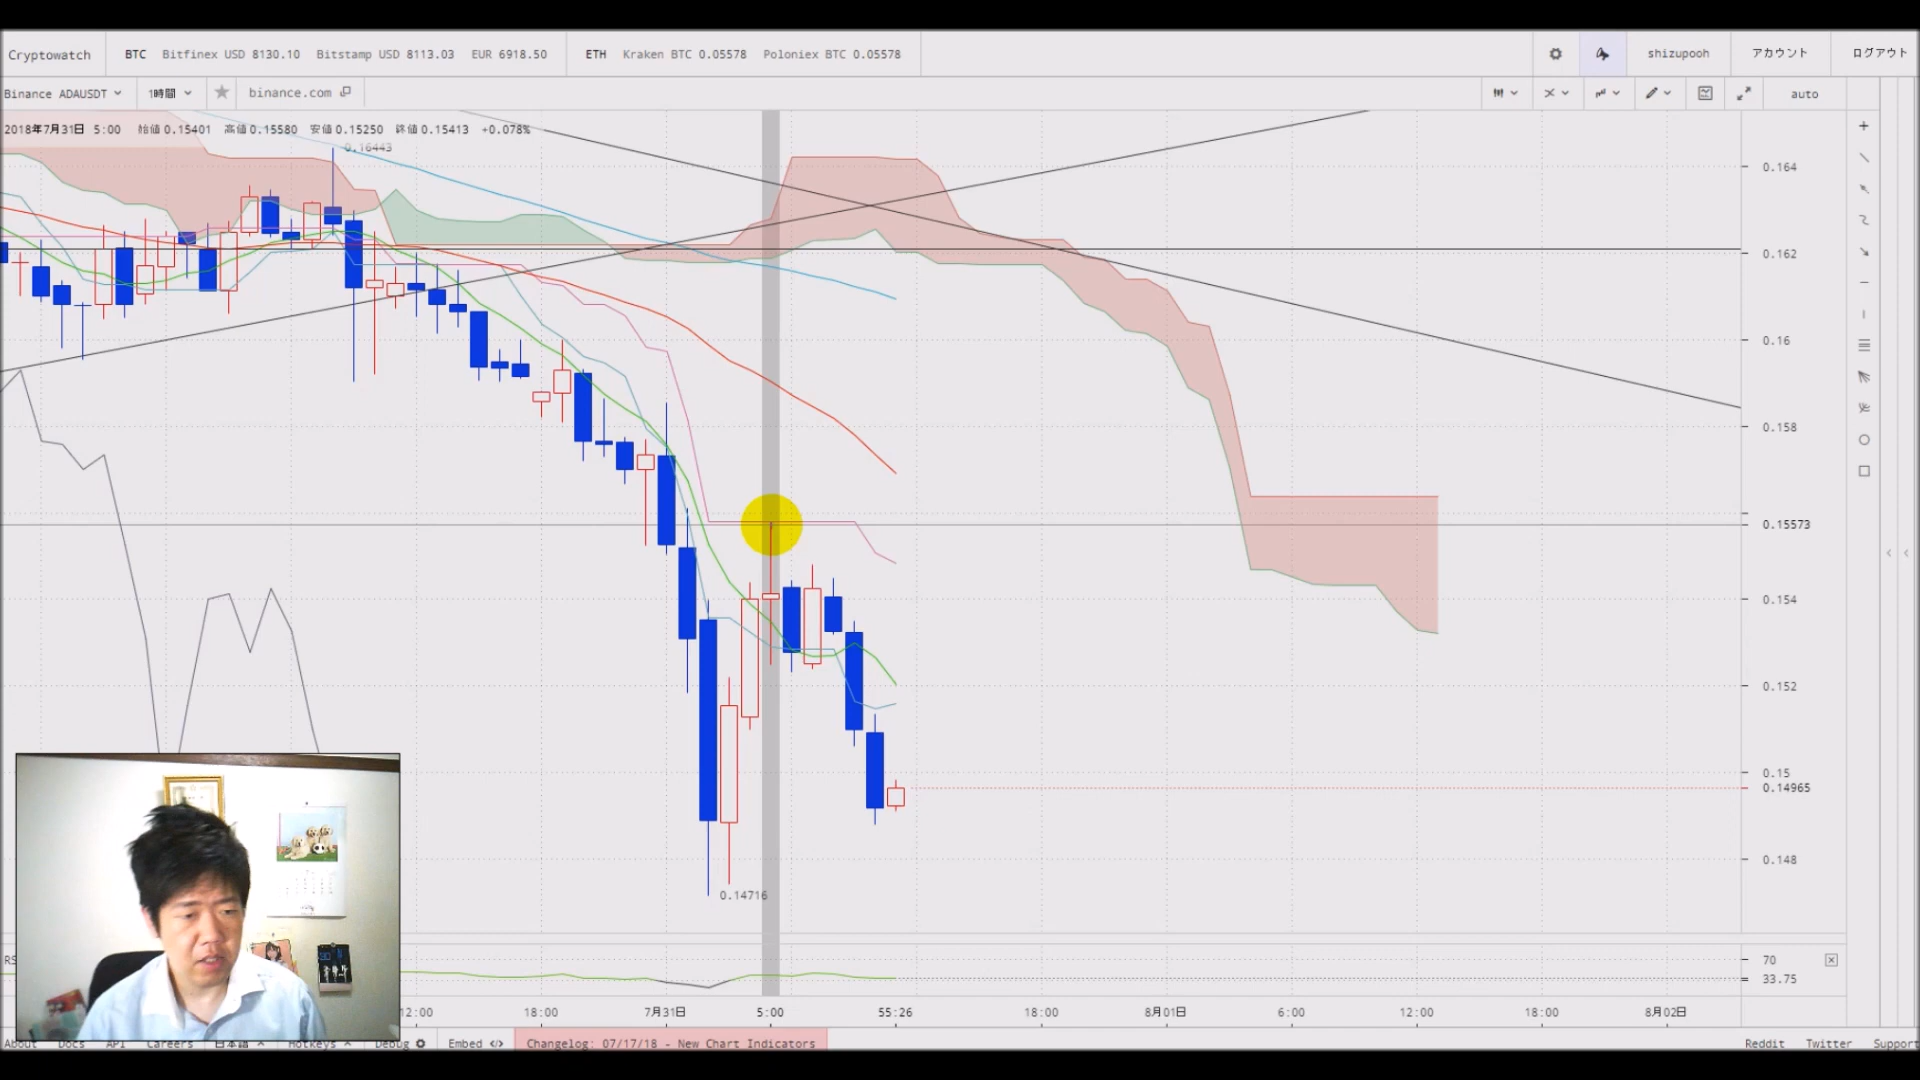 Cryptowatch BTC Bitfinex USD 8130.10 Bitstamp USD 8113.03 EUR 6918.50 ETH Kraken BTC 0.05578 Poloniex BTC 0.05578 shizupooh アカウント ログアウト
Binance ADAUSDT 1時間 binance.com auto
2018年7月31日 5:00 始値 0.15401 高値 0.15580 安値 0.15250 終値 0.15413 +0.078%
0.16443
0.164
0.162
0.16
0.158
0.15573
0.154
0.152
0.15
0.14965
0.148
0.14716
RS
70
33.75
12:00 18:00 7月31日 5:00 55:26 18:00 8月01日 6:00 12:00 18:00 8月02日
About Docs API Careers 日本語 Hotkeys Debug Embed Changelog: 07/17/18 - New Chart Indicators Reddit Twitter Support